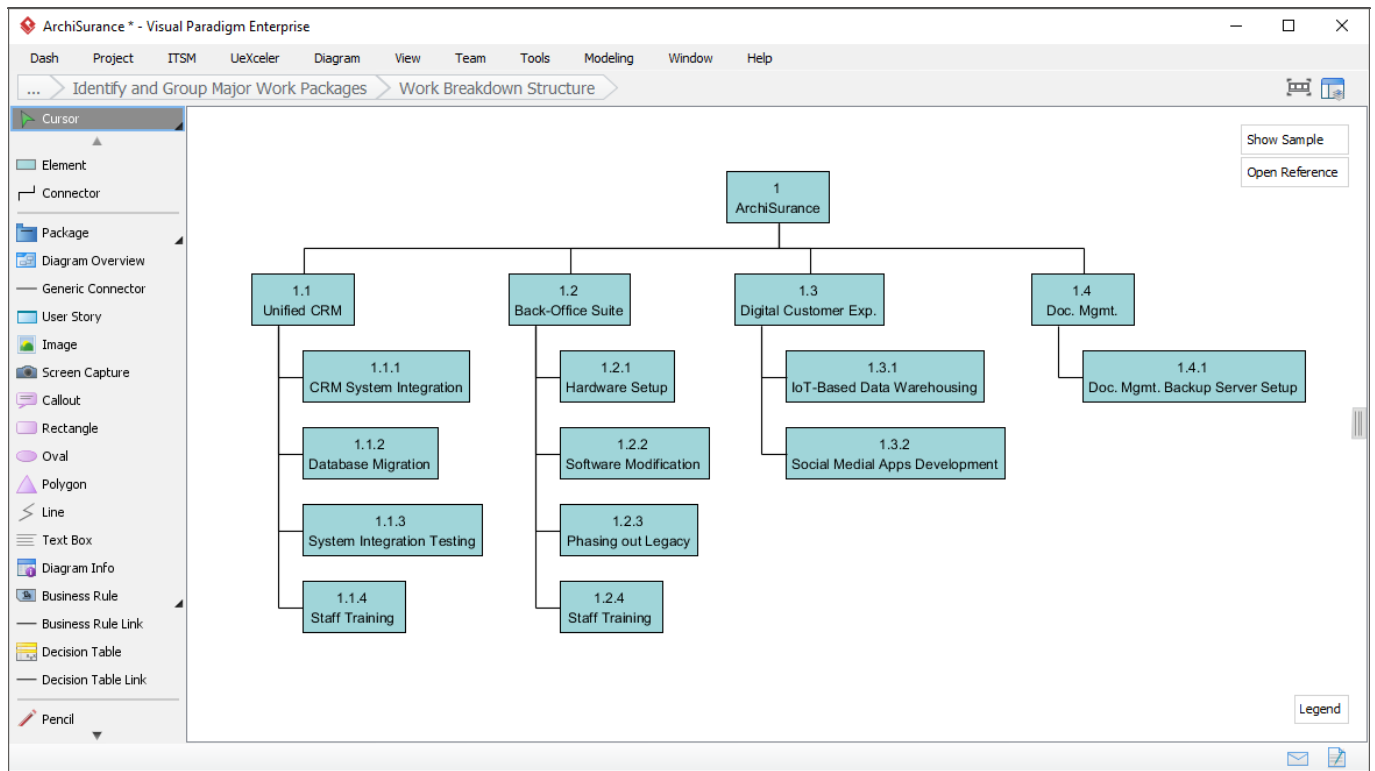 ArchiSurance * - Visual Paradigm Enterprise
Dash Project ITSM UeXceler Diagram View Team Tools Modeling Window Help
... Identify and Group Major Work Packages Work Breakdown Structure
Cursor
Element
Connector
Package
Diagram Overview
Generic Connector
User Story
Image
Screen Capture
Callout
Rectangle
Oval
Polygon
Line
Text Box
Diagram Info
Business Rule
Business Rule Link
Decision Table
Decision Table Link
Pencil
Show Sample
Open Reference
1
ArchiSurance
1.1
Unified CRM
1.1.1
CRM System Integration
1.1.2
Database Migration
1.1.3
System Integration Testing
1.1.4
Staff Training
1.2
Back-Office Suite
1.2.1
Hardware Setup
1.2.2
Software Modification
1.2.3
Phasing out Legacy
1.2.4
Staff Training
1.3
Digital Customer Exp.
1.3.1
IoT-Based Data Warehousing
1.3.2
Social Medial Apps Development
1.4
Doc. Mgmt.
1.4.1
Doc. Mgmt. Backup Server Setup
Legend